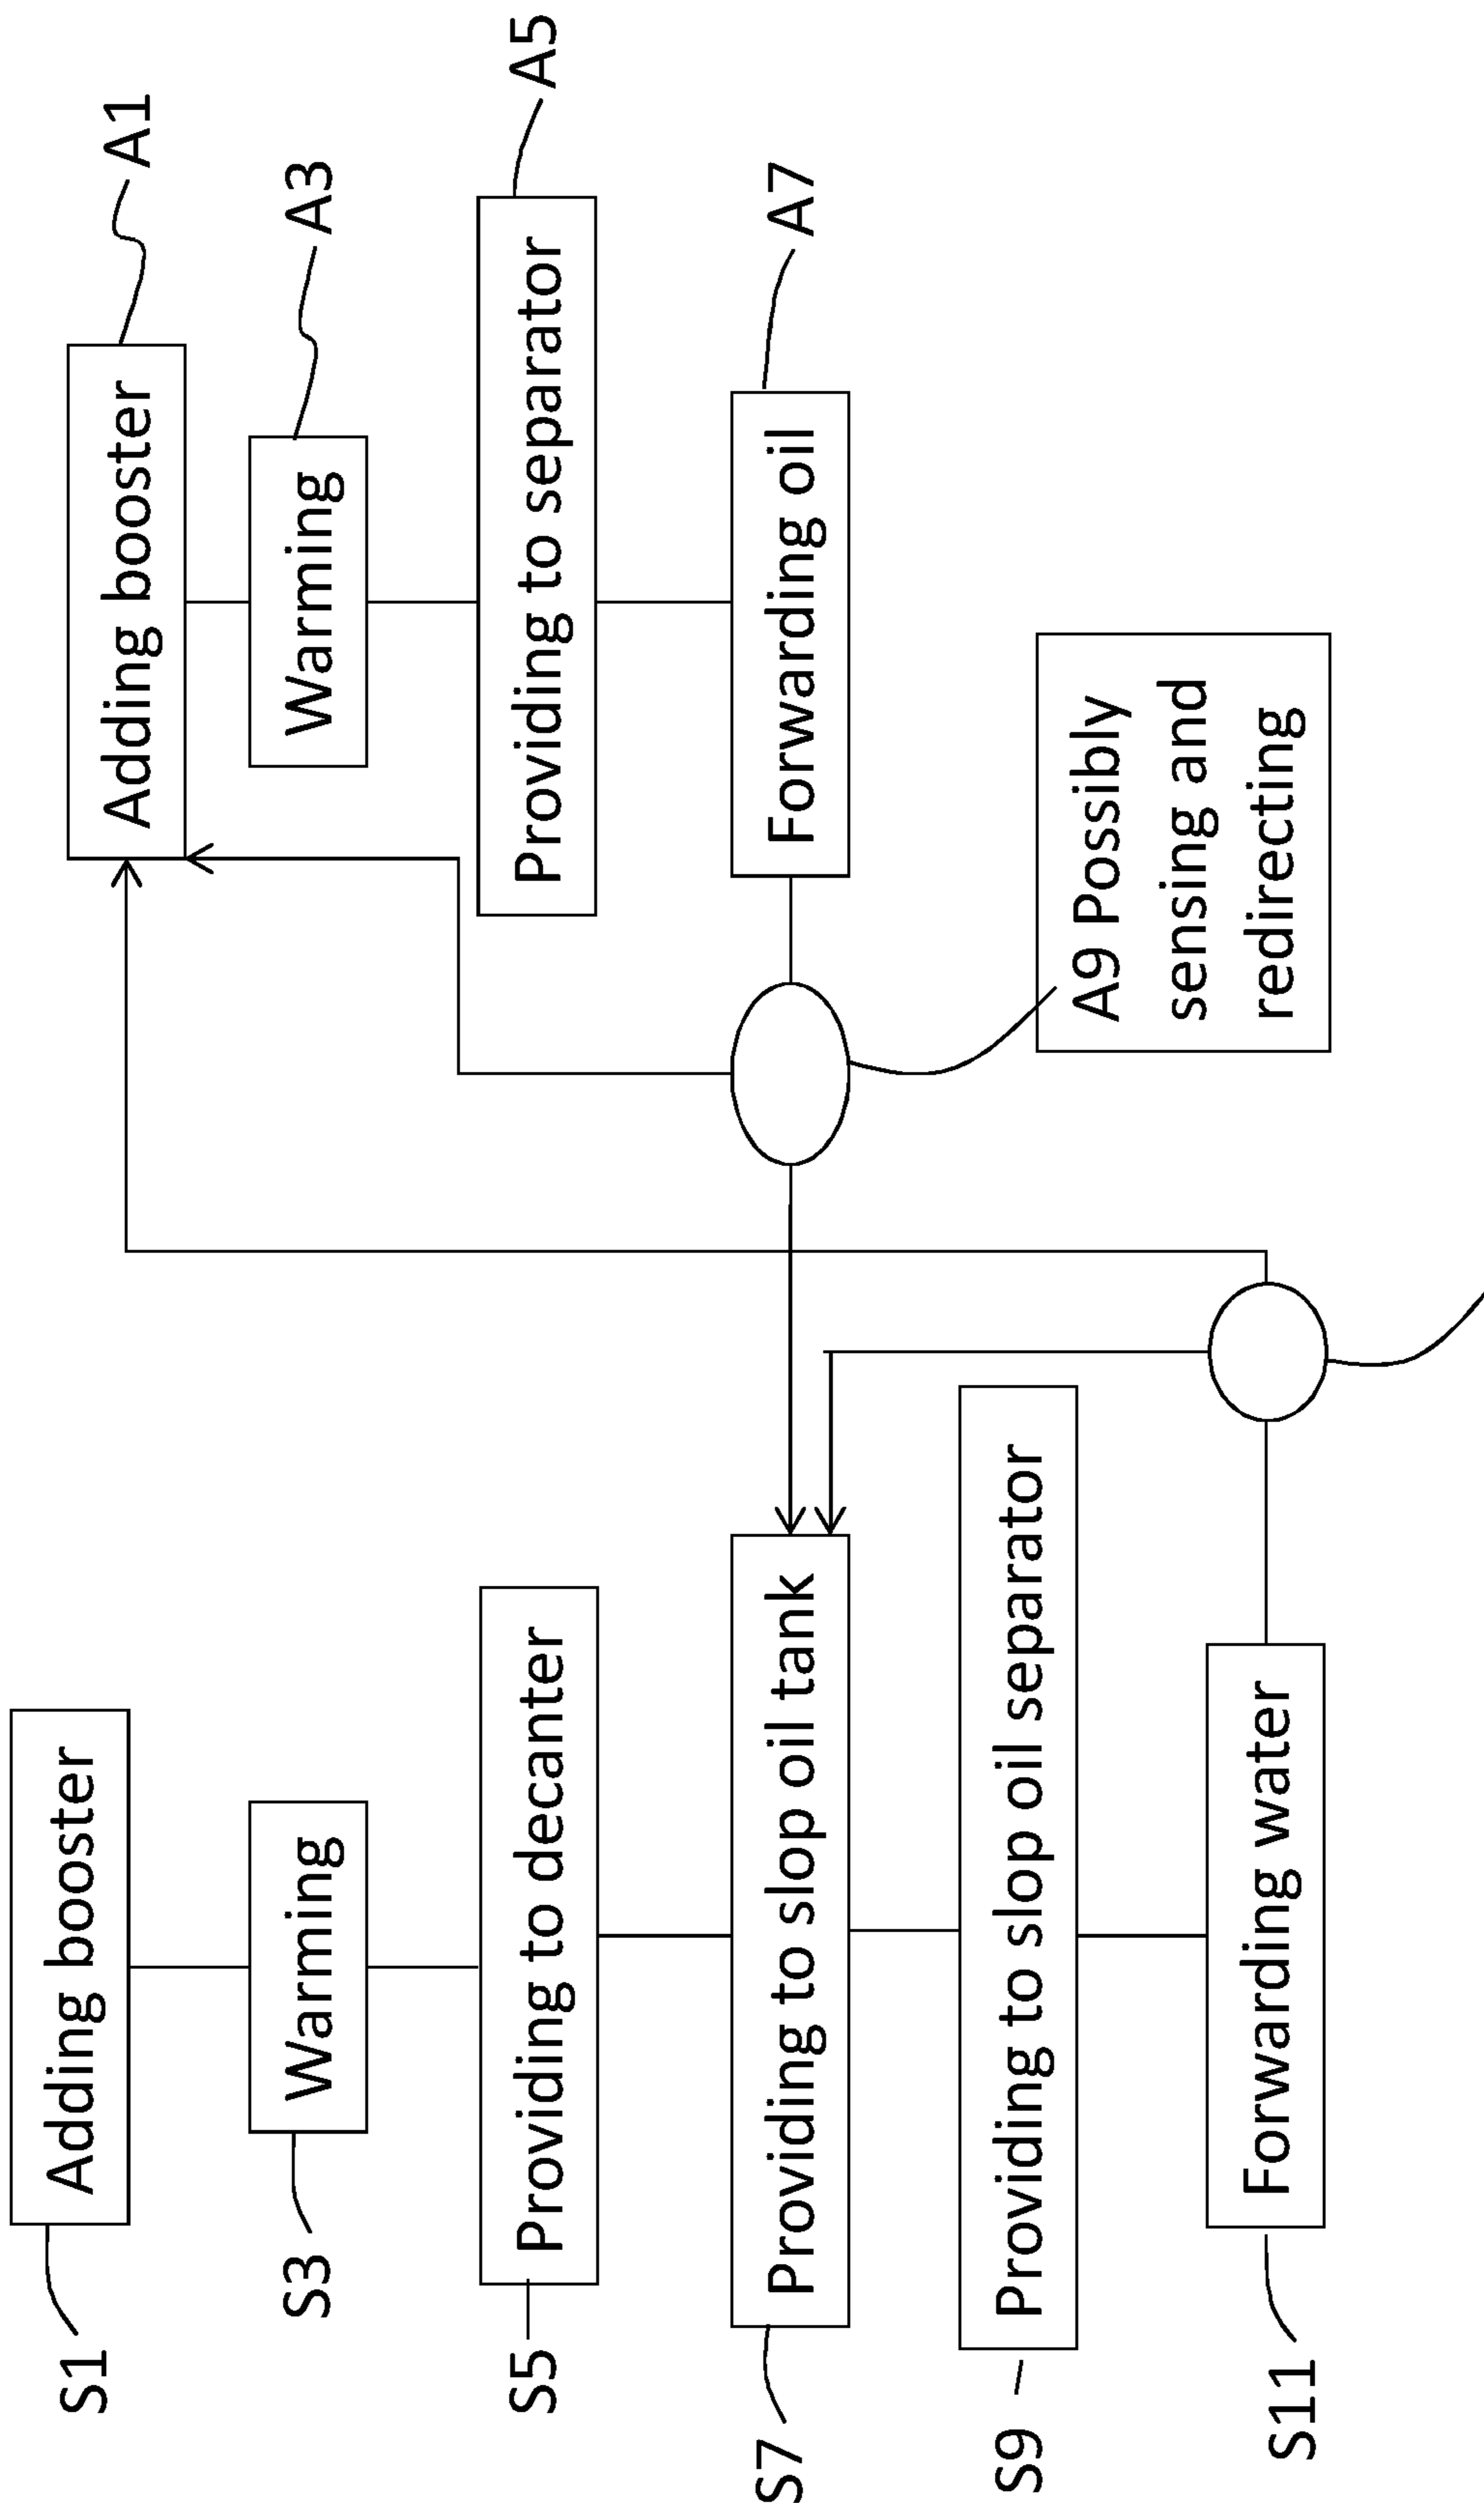 S1
Adding booster
S3
Warming
S5
Providing to decanter
S7
Providing to slop oil tank
S9
Providing to slop oil separator
S11
Forwarding water
Adding booster
A1
Warming
A3
Providing to separator
A5
Forwarding oil
A7
A9 Possibly
sensing and
redirecting